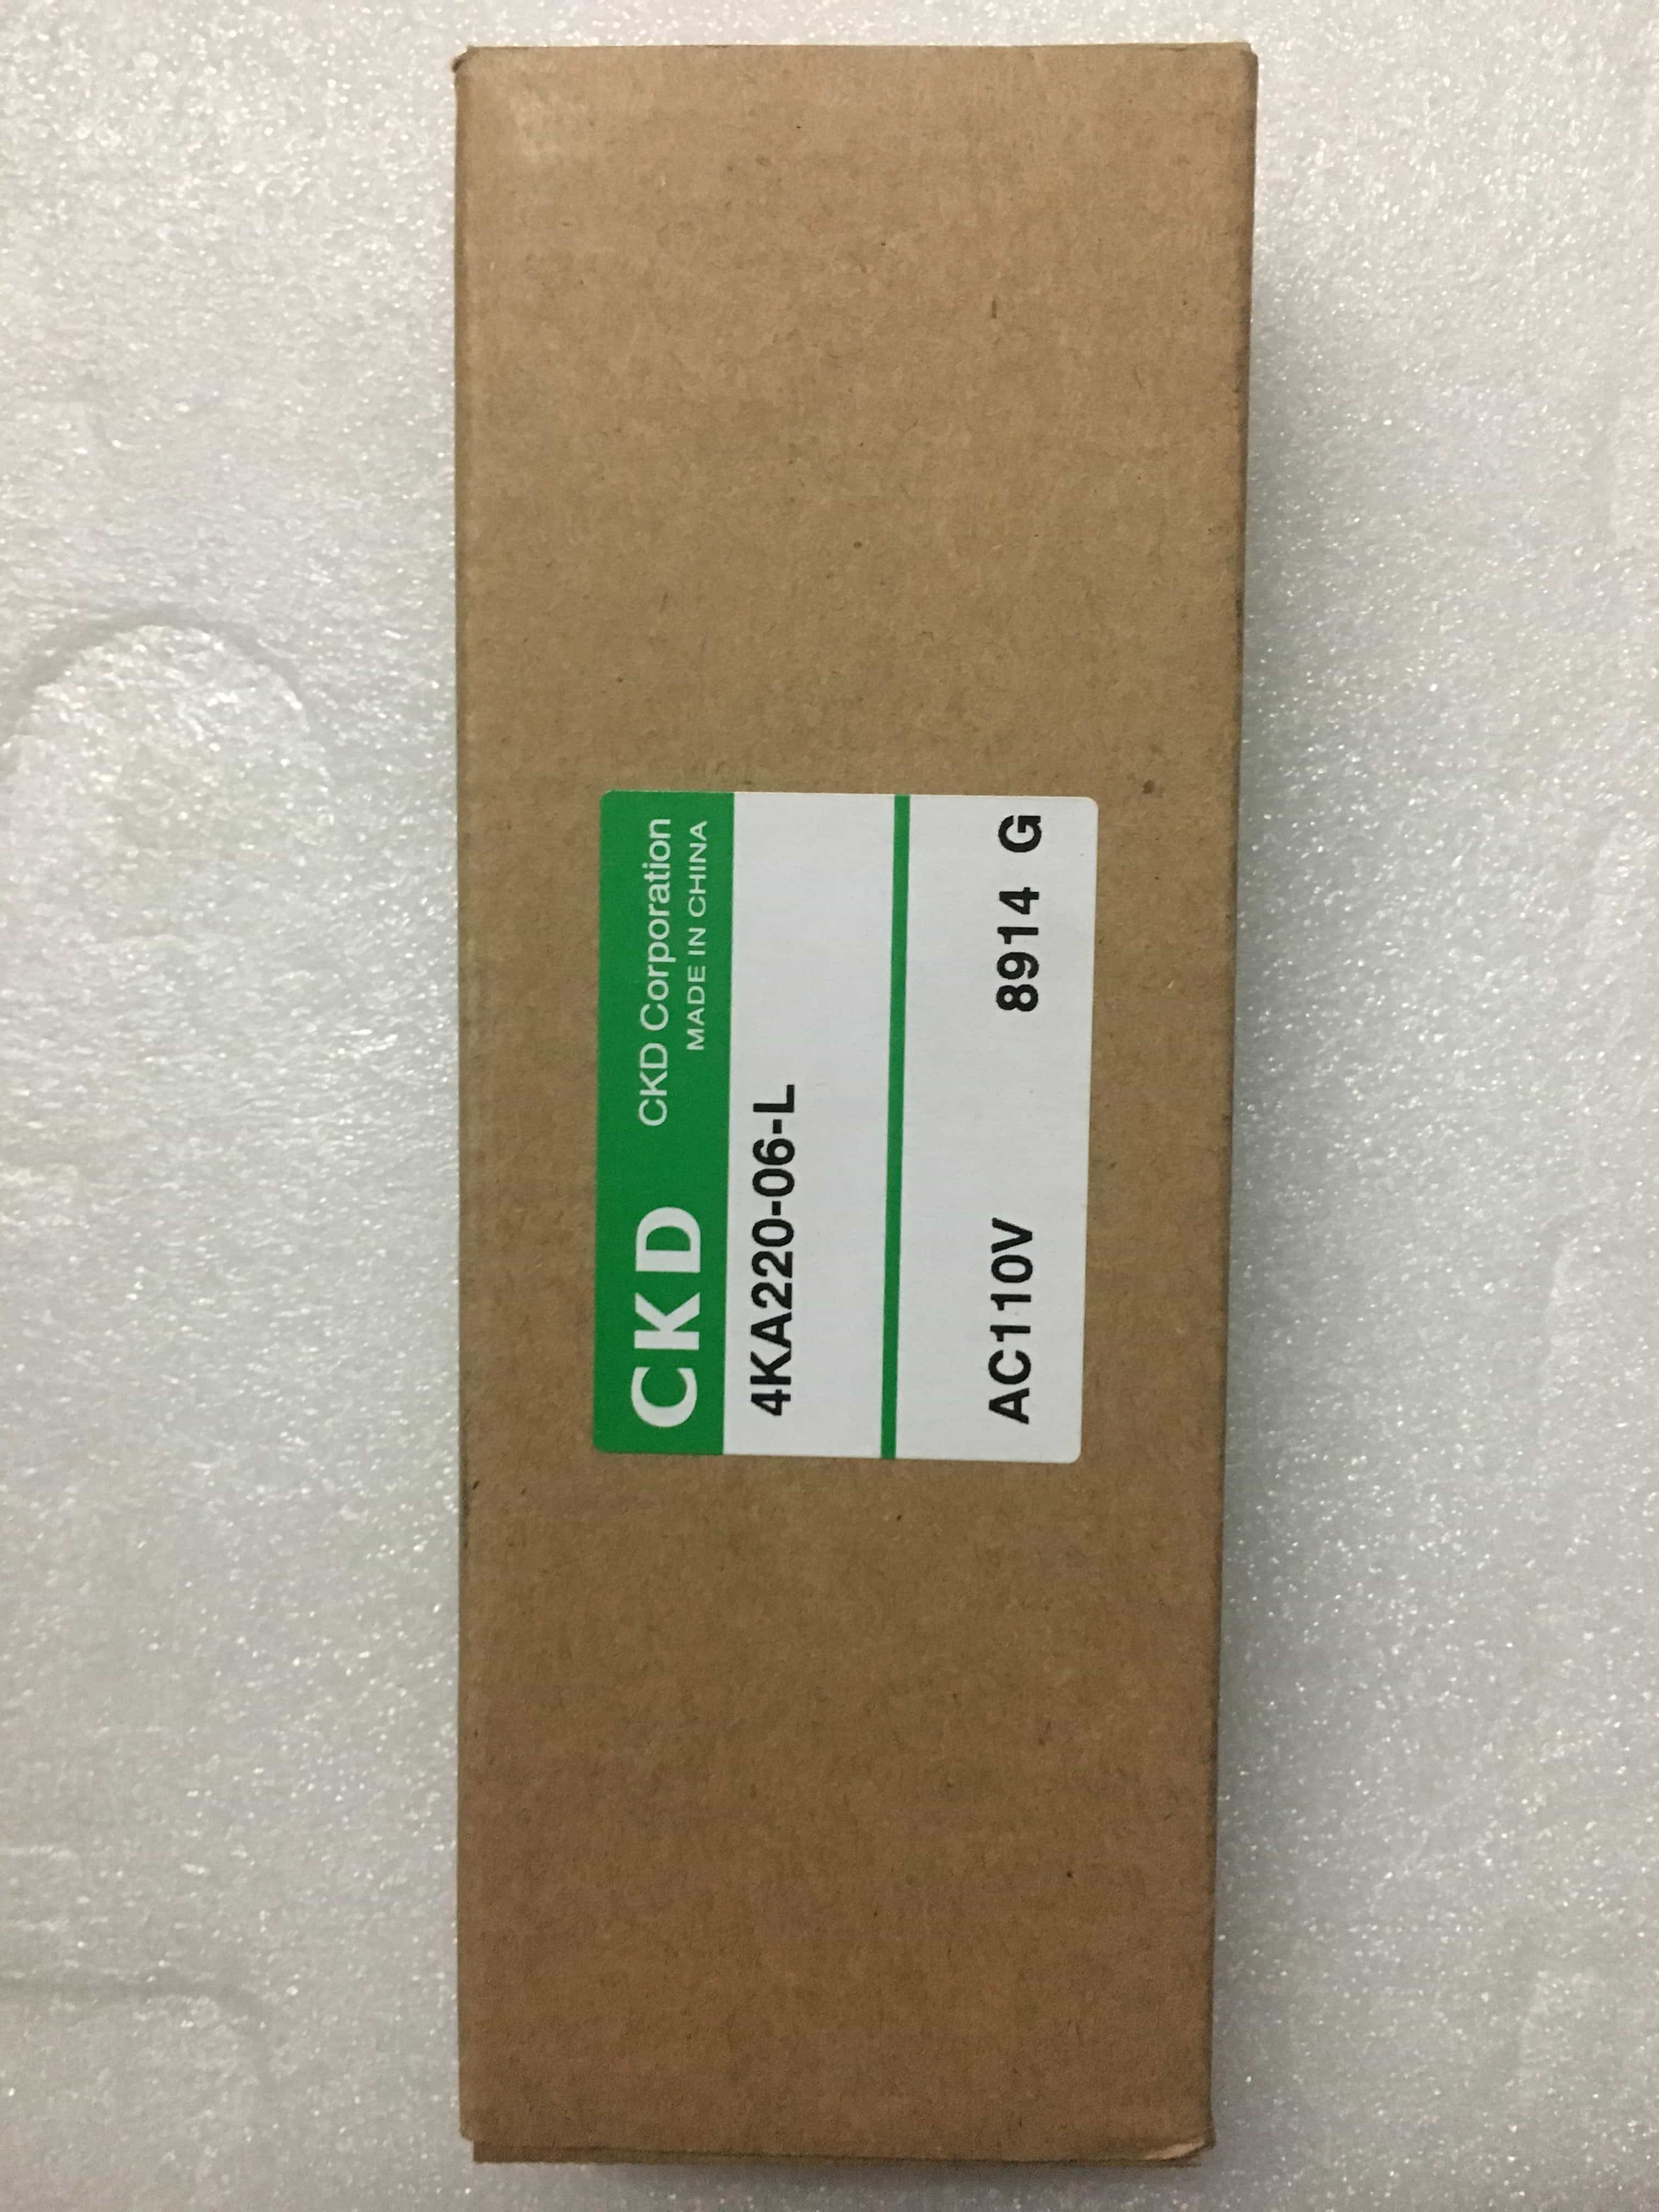 CKD CKD Corporation
MADE IN CHINA
4KA220-06-L
AC110V 8914 G